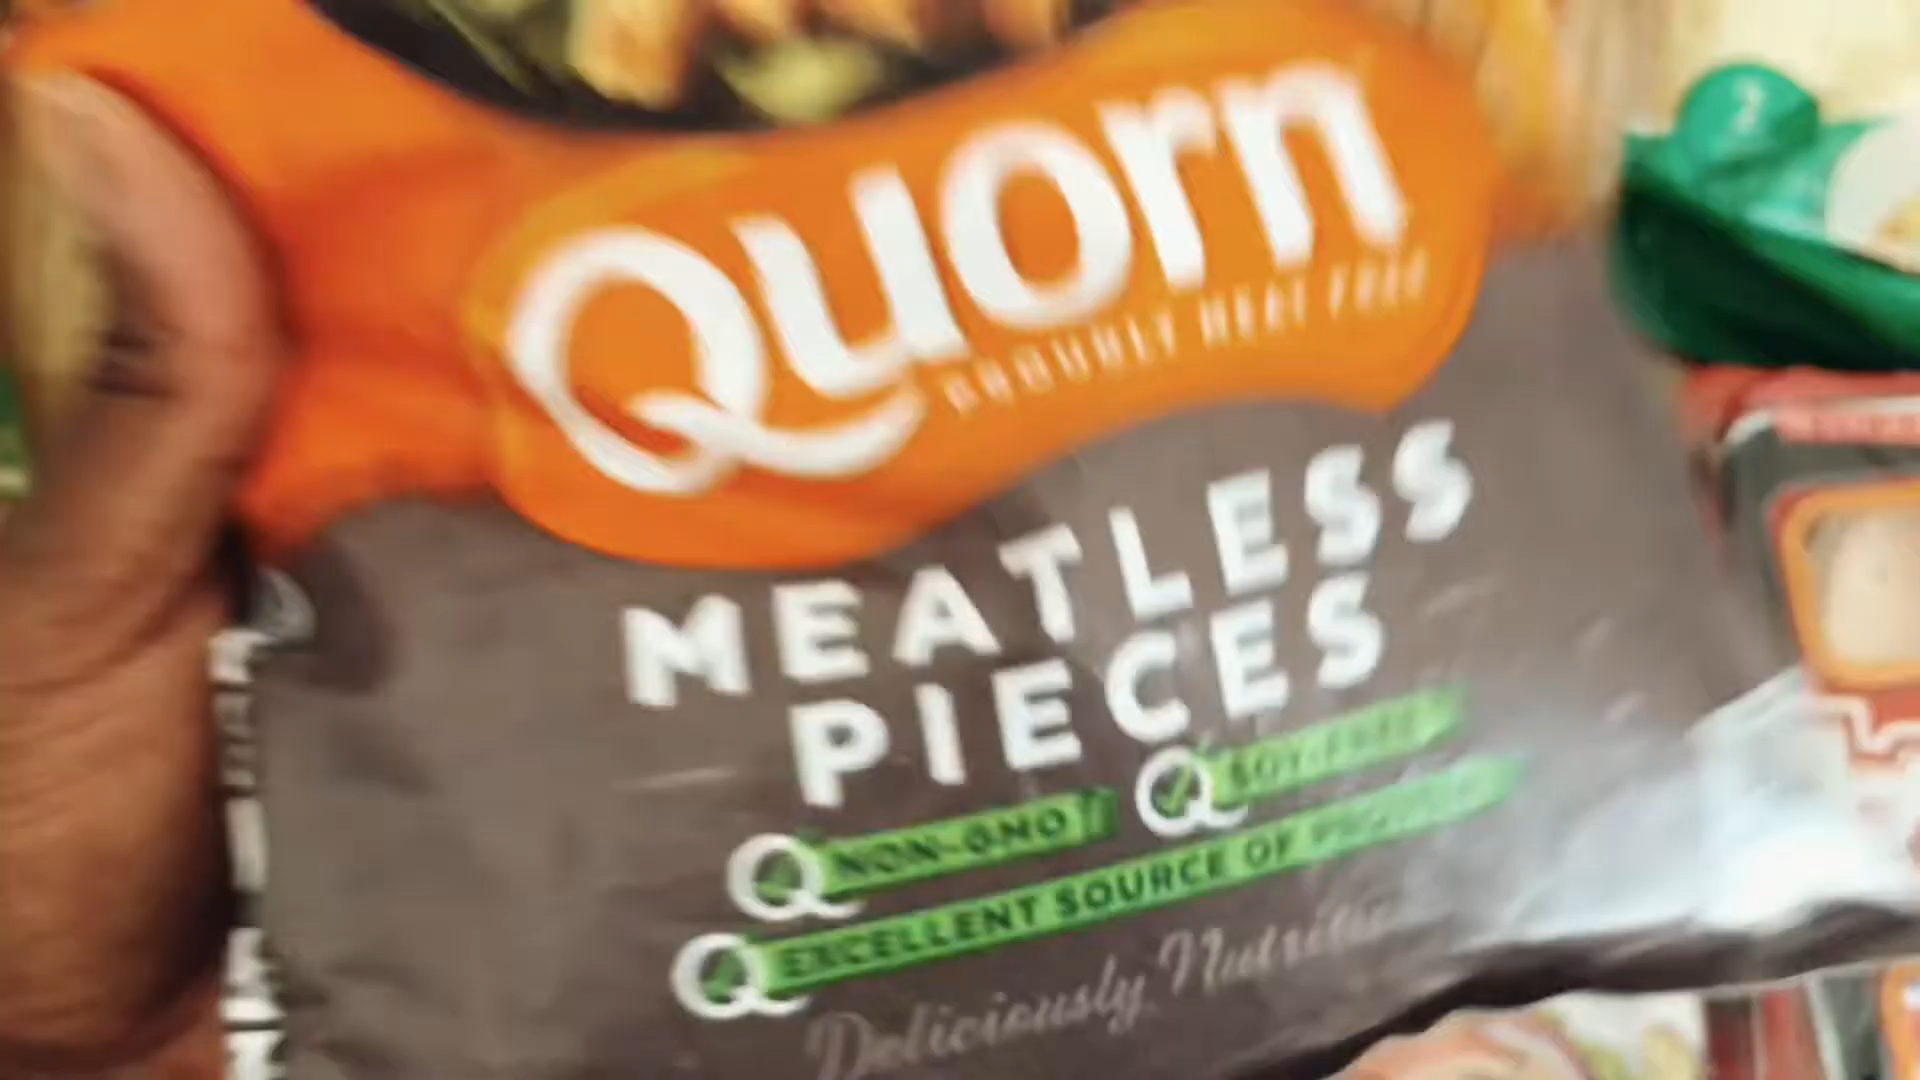 Quorn
PROUDLY MEAT FREE
MEATLESS
PIECES
NON-GMO
SOY-FREE
EXCELLENT SOURCE OF PROTEIN
Deliciously Nutritious